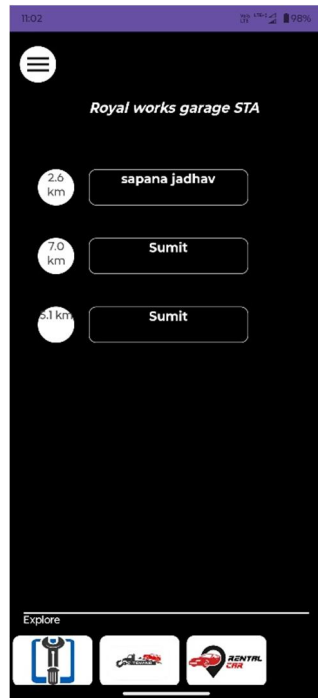 11:02
98%
Royal works garage STA
2.6
km
sapana jadhav
7.0
km
Sumit
5.1 km
Sumit
Explore
RENTAL
CAR